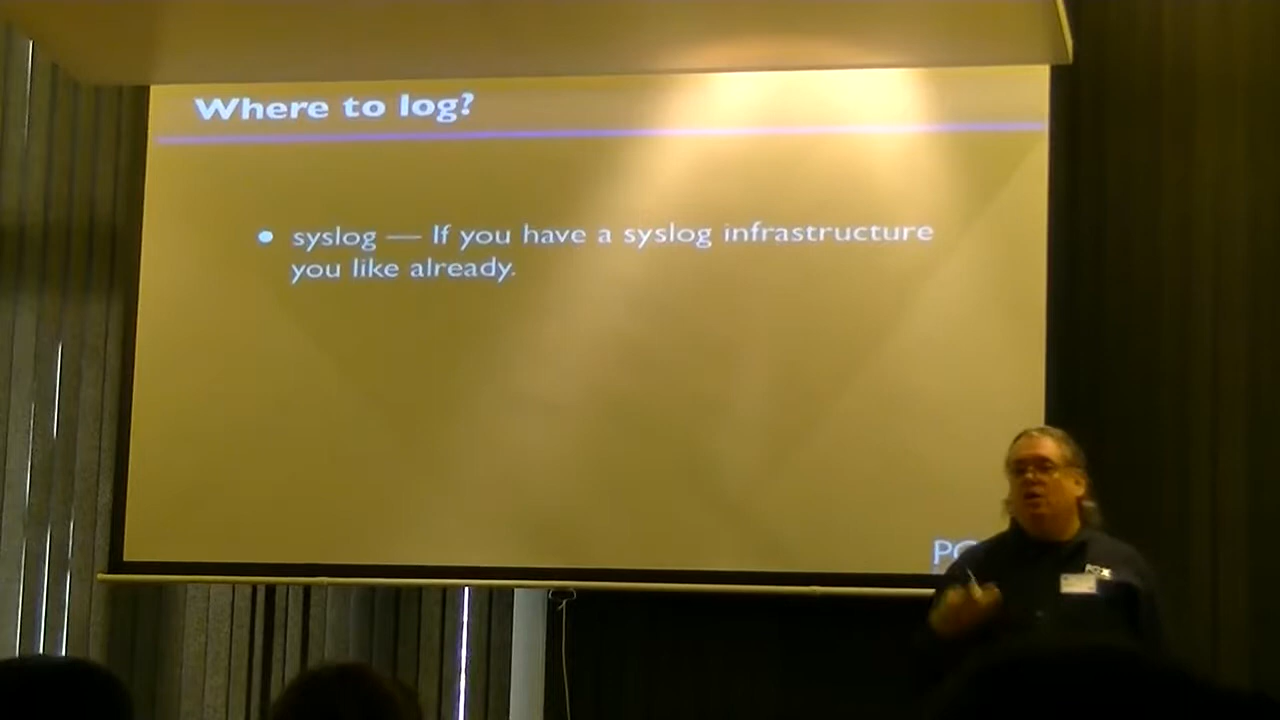 Where to log?
• syslog — If you have a syslog infrastructure
you like already.